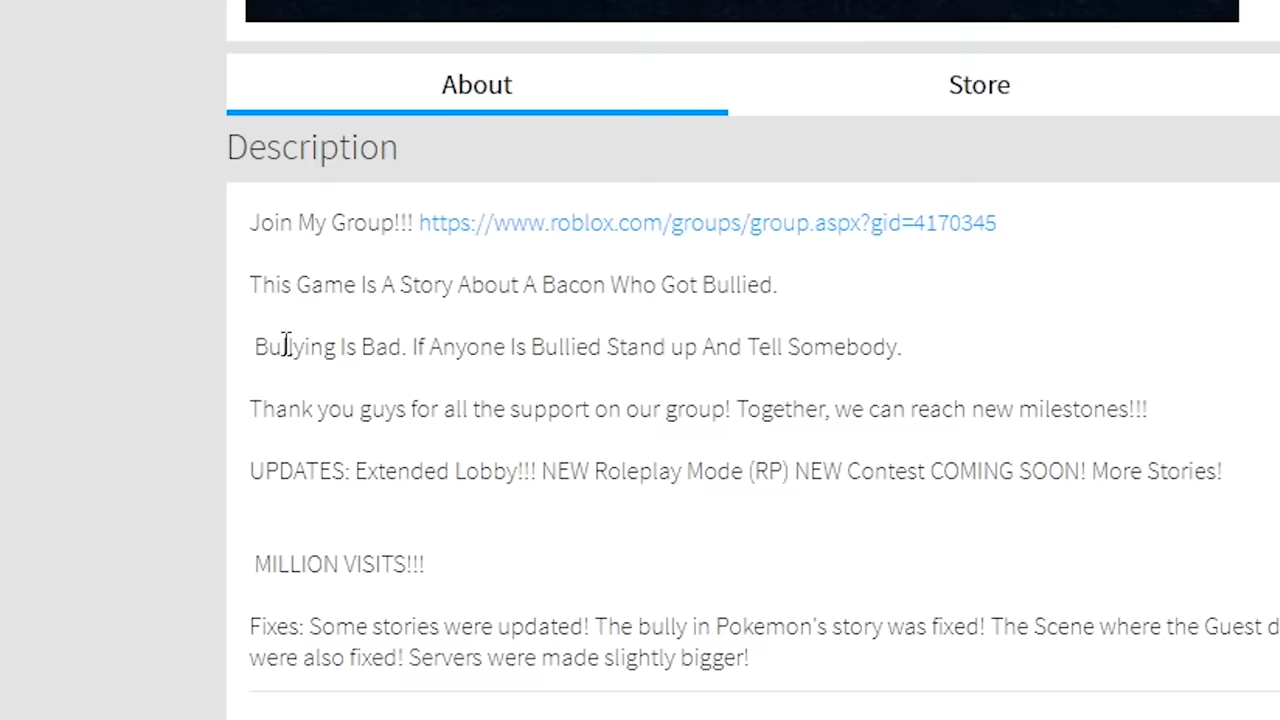 About Store
Description
Join My Group!!! https://www.roblox.com/groups/group.aspx?gid=4170345
This Game Is A Story About A Bacon Who Got Bullied.
Bullying Is Bad. If Anyone Is Bullied Stand up And Tell Somebody.
Thank you guys for all the support on our group! Together, we can reach new milestones!!!
UPDATES: Extended Lobby!!! NEW Roleplay Mode (RP) NEW Contest COMING SOON! More Stories!
MILLION VISITS!!!
Fixes: Some stories were updated! The bully in Pokemon's story was fixed! The Scene where the Guest
were also fixed! Servers were made slightly bigger!